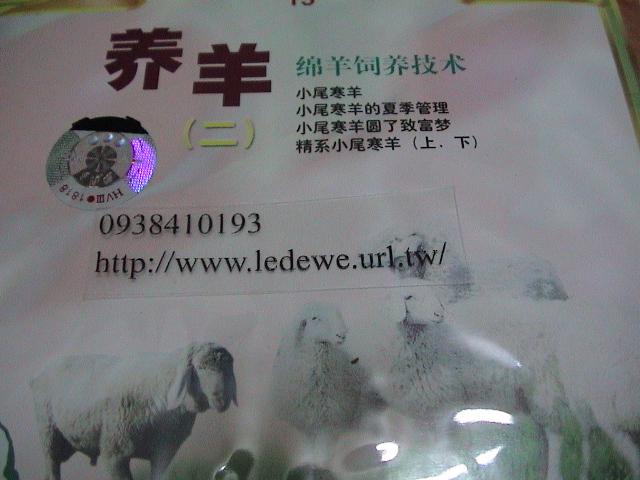 养羊
绵羊饲养技术
小尾寒羊
小尾寒羊的夏季管理
小尾寒羊圆了致富梦
精系小尾寒羊（上．下）
（二）
HVIII●1818
0938410193
http://www.ledewe.url.tw/